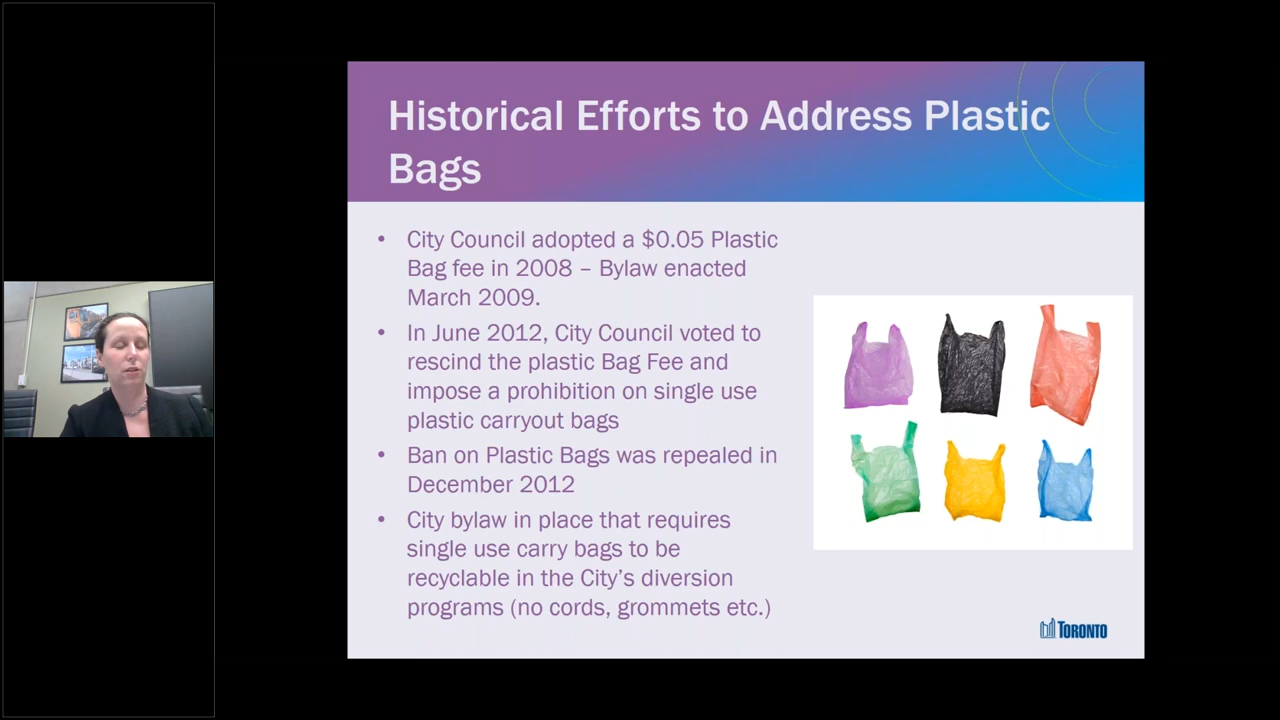 Historical Efforts to Address Plastic
Bags
• City Council adopted a $0.05 Plastic
Bag fee in 2008 – Bylaw enacted
March 2009.
• In June 2012, City Council voted to
rescind the plastic Bag Fee and
impose a prohibition on single use
plastic carryout bags
• Ban on Plastic Bags was repealed in
December 2012
• City bylaw in place that requires
single use carry bags to be
recyclable in the City’s diversion
programs (no cords, grommets etc.)
TORONTO